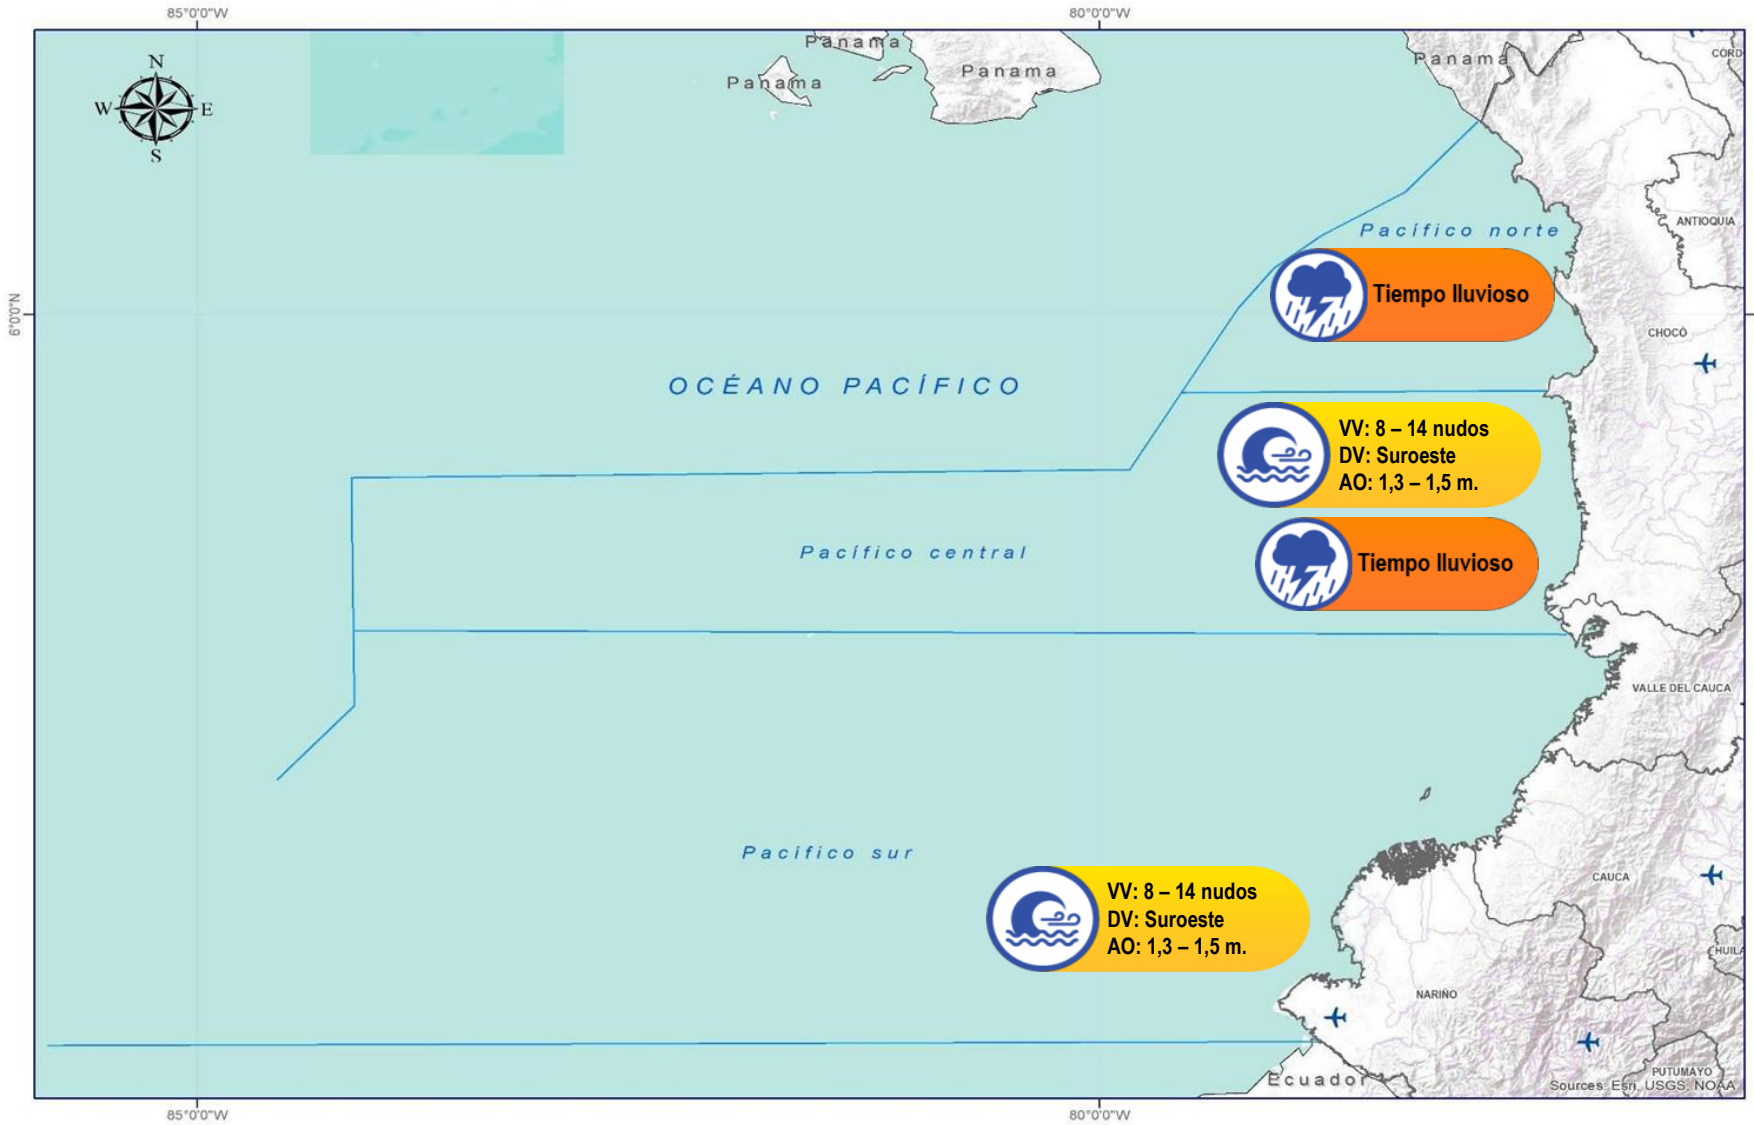 85°0'0"W
80°0'0"W
N
W
E
S
Panama
Panama
Panama
Panama
CORD
ANTIOQUIA
Pacífico norte
6°0'0"N
Tiempo lluvioso
CHOCÓ
OCÉANO PACÍFICO
VV: 8 – 14 nudos
DV: Suroeste
AO: 1,3 – 1,5 m.
Pacífico central
Tiempo lluvioso
VALLE DEL CAUCA
Pacífico sur
CAUCA
VV: 8 – 14 nudos
DV: Suroeste
AO: 1,3 – 1,5 m.
HUILA
NARIÑO
PUTUMAYO
Ecuador
Sources: Esri, USGS, NOAA
85°0'0"W
80°0'0"W